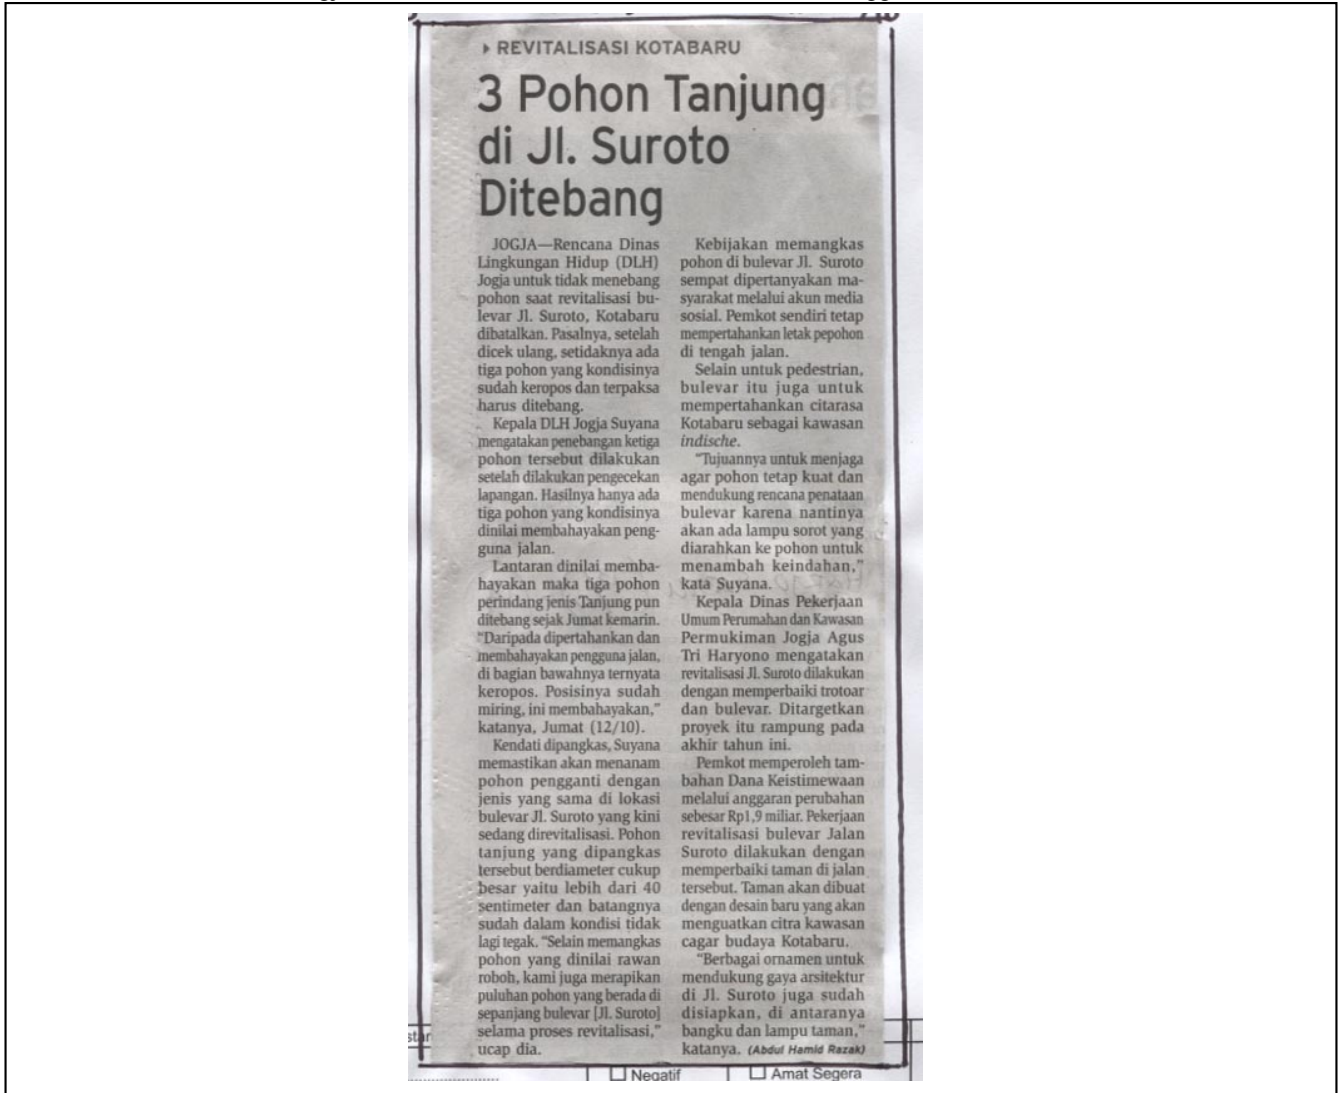 ▸ REVITALISASI KOTABARU
3 Pohon Tanjung
di Jl. Suroto
Ditebang
JOGJA—Rencana Dinas
Lingkungan Hidup (DLH)
Jogja untuk tidak menebang
pohon saat revitalisasi bu-
levar Jl. Suroto, Kotabaru
dibatalkan. Pasalnya, setelah
dicek ulang, setidaknya ada
tiga pohon yang kondisinya
sudah keropos dan terpaksa
harus ditebang.
Kepala DLH Jogja Suyana
mengatakan penebangan ketiga
pohon tersebut dilakukan
setelah dilakukan pengecekan
lapangan. Hasilnya hanya ada
tiga pohon yang kondisinya
dinilai membahayakan peng-
guna jalan.
Lantaran dinilai memba-
hayakan maka tiga pohon
perindang jenis Tanjung pun
ditebang sejak Jumat kemarin.
“Daripada dipertahankan dan
membahayakan pengguna jalan,
di bagian bawahnya ternyata
keropos. Posisinya sudah
miring, ini membahayakan,”
katanya, Jumat (12/10).
Kendati dipangkas, Suyana
memastikan akan menanam
pohon pengganti dengan
jenis yang sama di lokasi
bulevar Jl. Suroto yang kini
sedang direvitalisasi. Pohon
tanjung yang dipangkas
tersebut berdiameter cukup
besar yaitu lebih dari 40
sentimeter dan batangnya
sudah dalam kondisi tidak
lagi tegak. “Selain memangkas
pohon yang dinilai rawan
roboh, kami juga merapikan
puluhan pohon yang berada di
sepanjang bulevar [Jl. Suroto]
selama proses revitalisasi,”
ucap dia.
Kebijakan memangkas
pohon di bulevar Jl. Suroto
sempat dipertanyakan ma-
syarakat melalui akun media
sosial. Pemkot sendiri tetap
mempertahankan letak pepohon
di tengah jalan.
Selain untuk pedestrian,
bulevar itu juga untuk
mempertahankan citarasa
Kotabaru sebagai kawasan
indische.
“Tujuannya untuk menjaga
agar pohon tetap kuat dan
mendukung rencana penataan
bulevar karena nantinya
akan ada lampu sorot yang
diarahkan ke pohon untuk
menambah keindahan,”
kata Suyana.
Kepala Dinas Pekerjaan
Umum Perumahan dan Kawasan
Permukiman Jogja Agus
Tri Haryono mengatakan
revitalisasi Jl. Suroto dilakukan
dengan memperbaiki trotoar
dan bulevar. Ditargetkan
proyek itu rampung pada
akhir tahun ini.
Pemkot memperoleh tam-
bahan Dana Keistimewaan
melalui anggaran perubahan
sebesar Rp1,9 miliar. Pekerjaan
revitalisasi bulevar Jalan
Suroto dilakukan dengan
memperbaiki taman di jalan
tersebut. Taman akan dibuat
dengan desain baru yang akan
menguatkan citra kawasan
cagar budaya Kotabaru.
“Berbagai ornamen untuk
mendukung gaya arsitektur
di Jl. Suroto juga sudah
disiapkan, di antaranya
bangku dan lampu taman,”
katanya. (Abdul Hamid Razak)
Negatif
Amat Segera